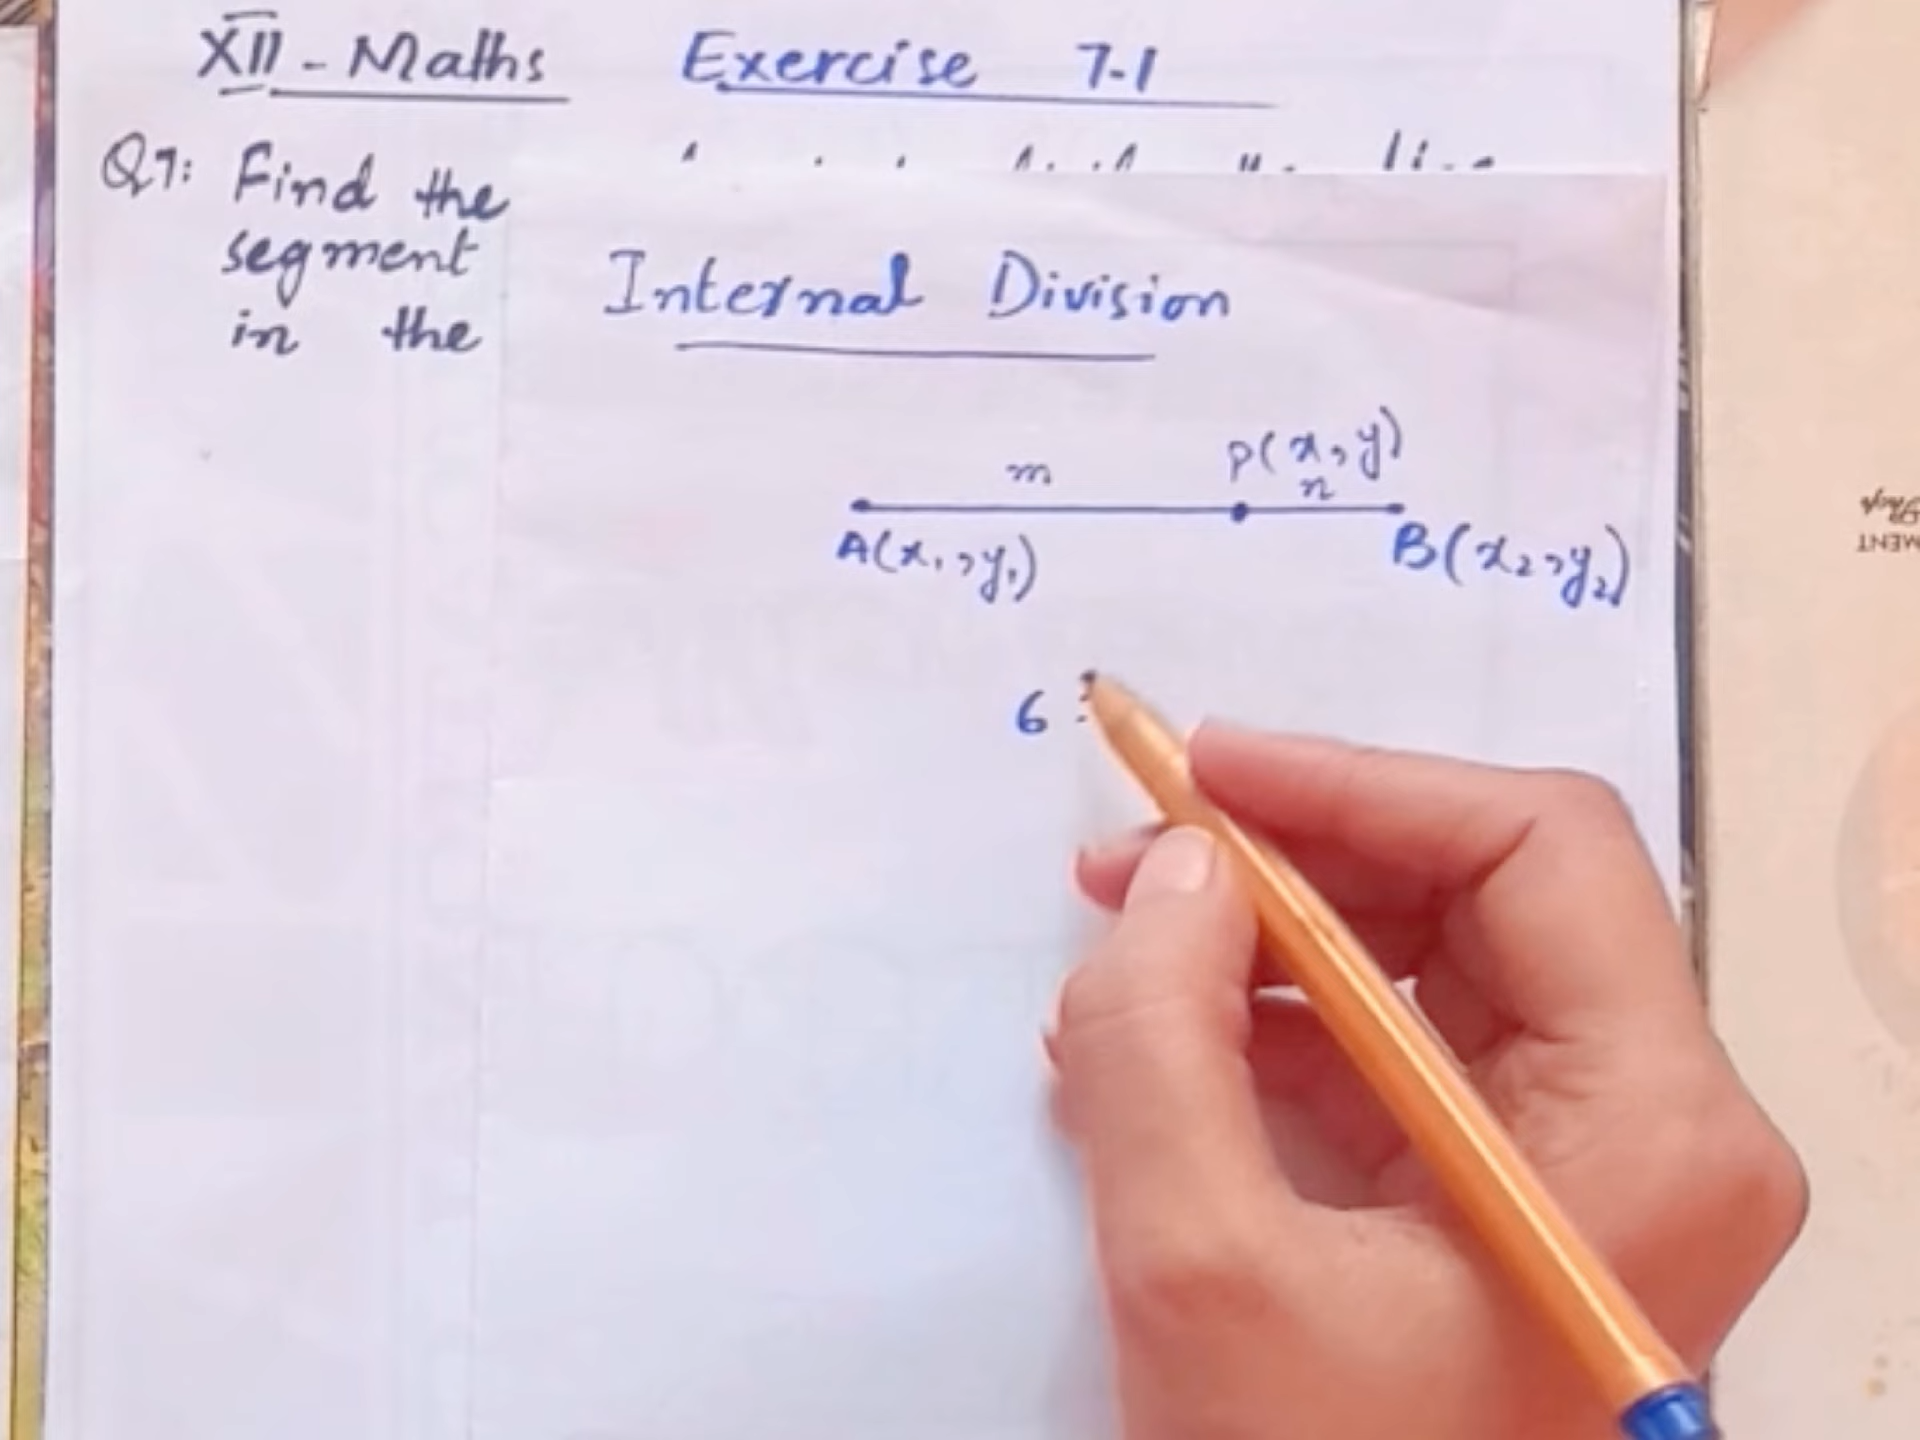 XII - Maths Exercise 7.1
Q7: Find the
segment
in the
Internal Division
m P(x, y)
n
A(x₁, y₁) B(x₂, y₂)
6 :